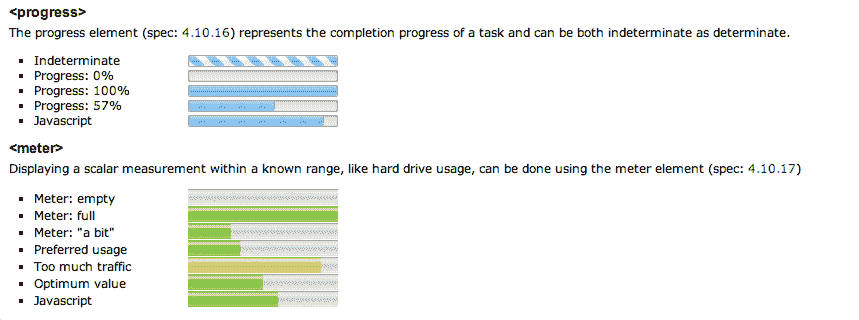 <progress>
The progress element (spec: 4.10.16) represents the completion progress of a task and can be both indeterminate as determinate.
Indeterminate
Progress: 0%
Progress: 100%
Progress: 57%
Javascript
<meter>
Displaying a scalar measurement within a known range, like hard drive usage, can be done using the meter element (spec: 4.10.17)
Meter: empty
Meter: full
Meter: "a bit"
Preferred usage
Too much traffic
Optimum value
Javascript